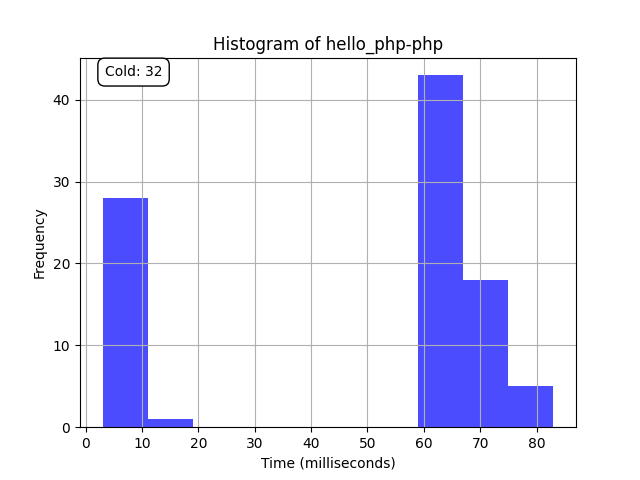 Histogram of hello_php-php
Cold: 32
Frequency
40
30
20
10
0
0 10 20 30 40 50 60 70 80
Time (milliseconds)